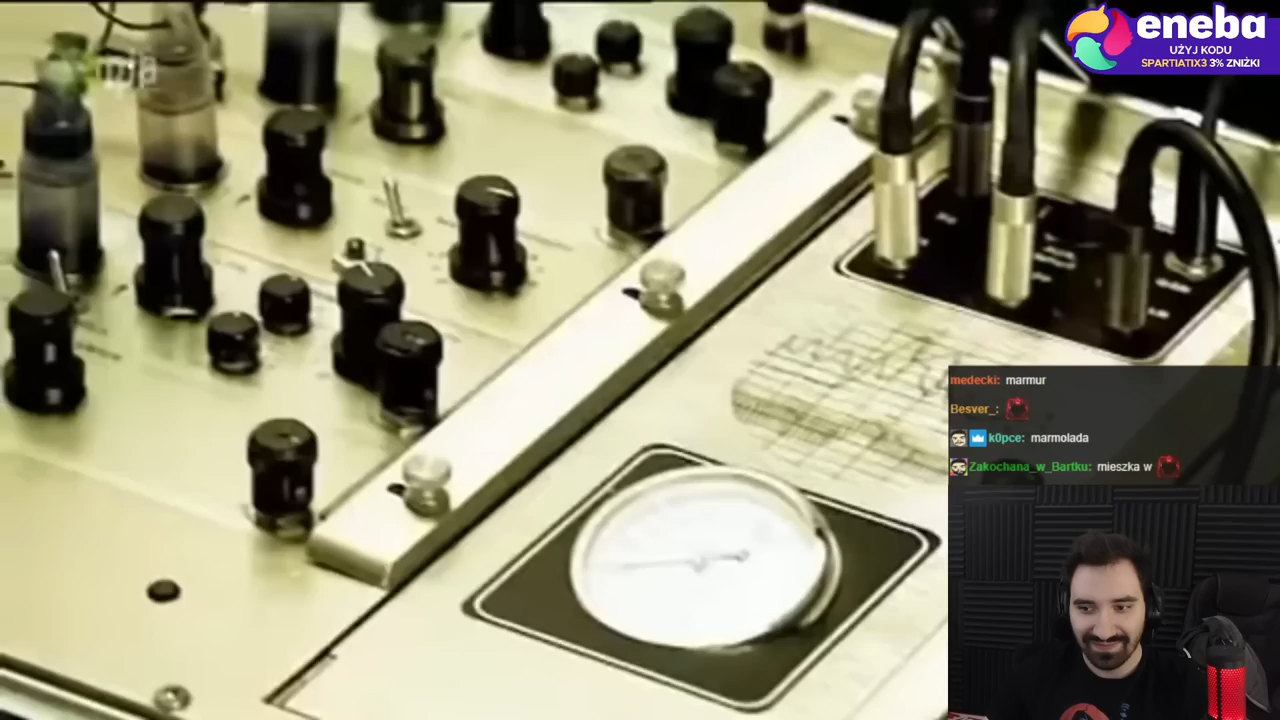 eneba
UŻYJ KODU
SPARTIATIX3 3% ZNIŻKI
medecki: marmur
Besver_:
k0pce: marmolada
Zakochana_w_Bartku: mieszka w